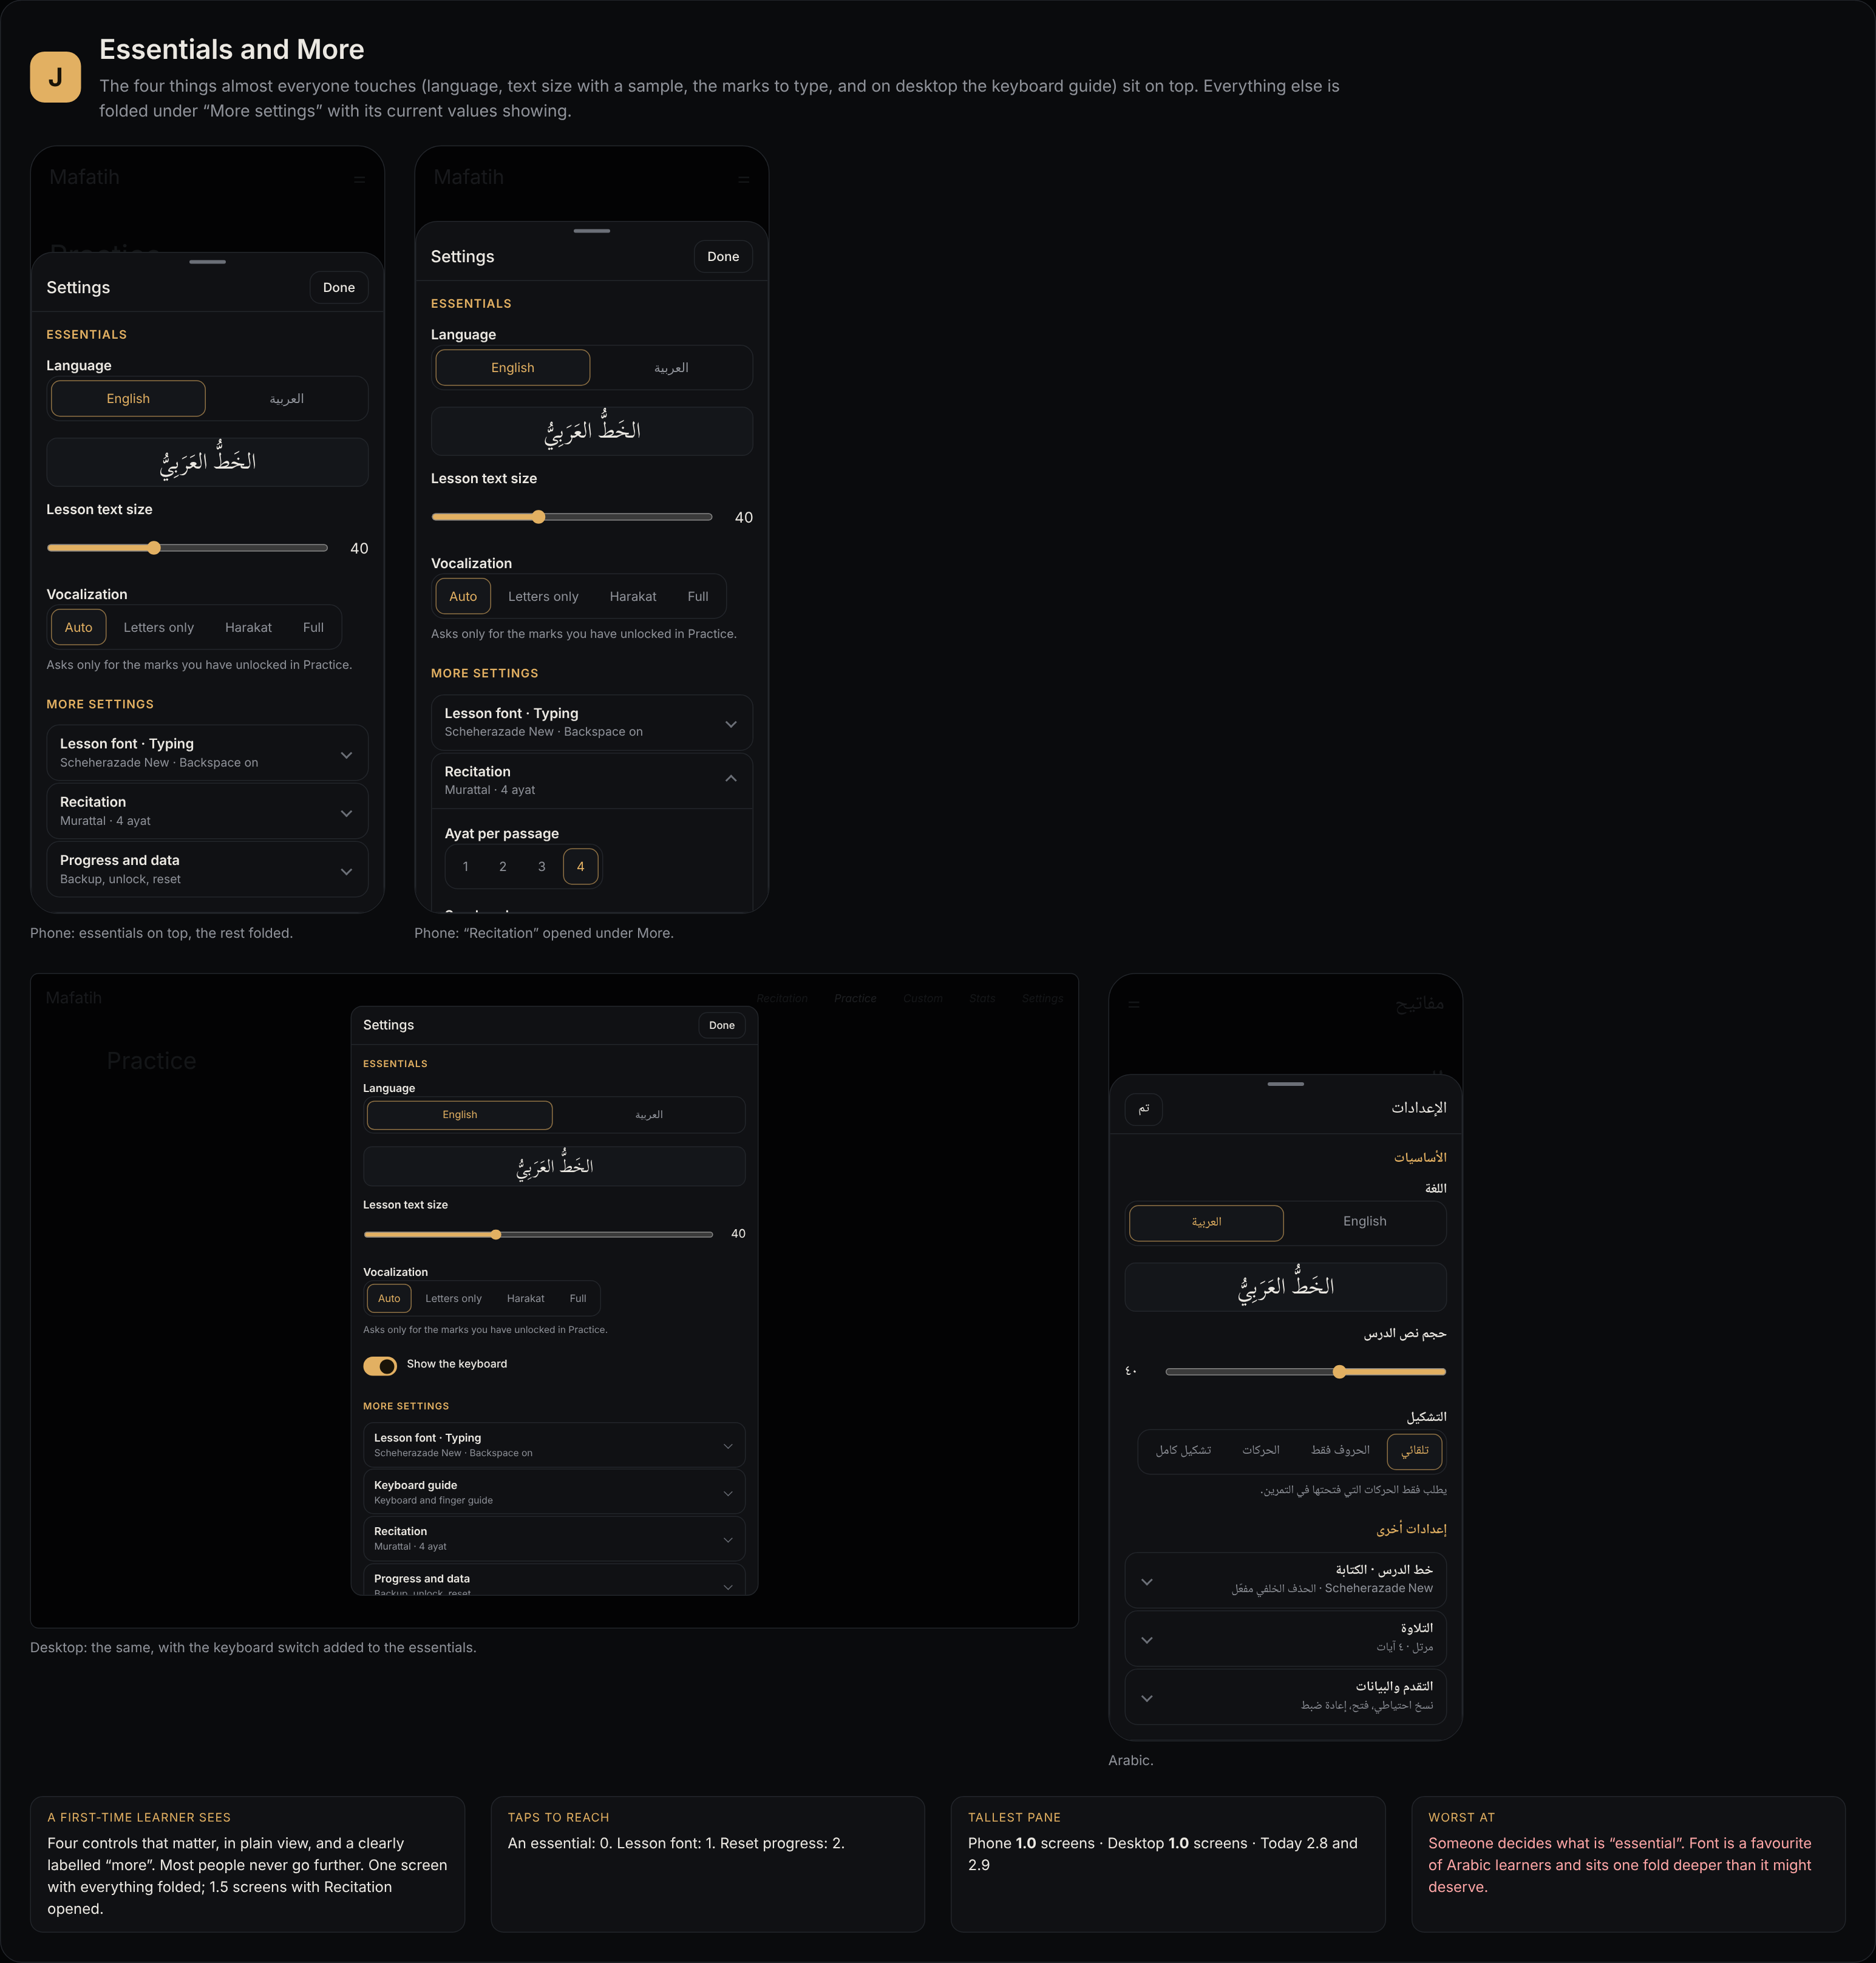 J
Essentials and More
The four things almost everyone touches (language, text size with a sample, the marks to type, and on desktop the keyboard guide) sit on top. Everything else is
folded under “More settings” with its current values showing.
Mafatih
Practice
Settings
Done
ESSENTIALS
Language
English
العربية
الخَطُّ العَرَبِيُّ
Lesson text size
40
Vocalization
Auto
Letters only
Harakat
Full
Asks only for the marks you have unlocked in Practice.
MORE SETTINGS
Lesson font · Typing
Scheherazade New · Backspace on
Recitation
Murattal · 4 ayat
Progress and data
Backup, unlock, reset
Phone: essentials on top, the rest folded.
Mafatih
Settings
Done
ESSENTIALS
Language
English
العربية
الخَطُّ العَرَبِيُّ
Lesson text size
40
Vocalization
Auto
Letters only
Harakat
Full
Asks only for the marks you have unlocked in Practice.
MORE SETTINGS
Lesson font · Typing
Scheherazade New · Backspace on
Recitation
Murattal · 4 ayat
Ayat per passage
1
2
3
4
Phone: “Recitation” opened under More.
Mafatih
Recitation
Practice
Custom
Stats
Settings
Practice
Settings
Done
ESSENTIALS
Language
English
العربية
الخَطُّ العَرَبِيُّ
Lesson text size
40
Vocalization
Auto
Letters only
Harakat
Full
Asks only for the marks you have unlocked in Practice.
Show the keyboard
MORE SETTINGS
Lesson font · Typing
Scheherazade New · Backspace on
Keyboard guide
Keyboard and finger guide
Recitation
Murattal · 4 ayat
Progress and data
Backup, unlock, reset
Desktop: the same, with the keyboard switch added to the essentials.
مفاتيح
الإعدادات
تم
الأساسيات
اللغة
English
العربية
الخَطُّ العَرَبِيُّ
حجم نص الدرس
٤٠
التشكيل
تلقائي
الحروف فقط
الحركات
تشكيل كامل
يطلب فقط الحركات التي فتحتها في التمرين.
إعدادات أخرى
خط الدرس · الكتابة
Scheherazade New · الحذف الخلفي مفعّل
التلاوة
مرتل · ٤ آيات
التقدم والبيانات
نسخ احتياطي، فتح، إعادة ضبط
Arabic.
A FIRST-TIME LEARNER SEES
Four controls that matter, in plain view, and a clearly
labelled “more”. Most people never go further. One screen
with everything folded; 1.5 screens with Recitation
opened.
TAPS TO REACH
An essential: 0. Lesson font: 1. Reset progress: 2.
TALLEST PANE
Phone 1.0 screens · Desktop 1.0 screens · Today 2.8 and
2.9
WORST AT
Someone decides what is “essential”. Font is a favourite
of Arabic learners and sits one fold deeper than it might
deserve.